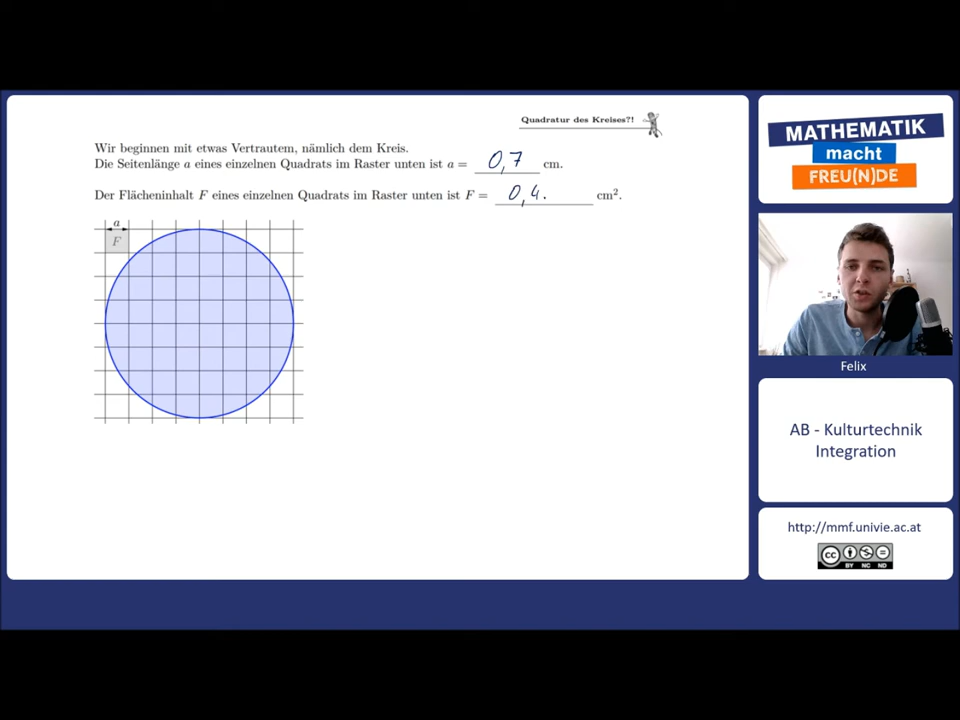 Quadratur des Kreises?!
Wir beginnen mit etwas Vertrautem, nämlich dem Kreis.
Die Seitenlänge a eines einzelnen Quadrats im Raster unten ist a = 0,7 cm.
Der Flächeninhalt F eines einzelnen Quadrats im Raster unten ist F = 0,4. cm².
a
F
MATHEMATIK
macht
FREU(N)DE
Felix
AB - Kulturtechnik
Integration
http://mmf.univie.ac.at
cc
BY NC ND